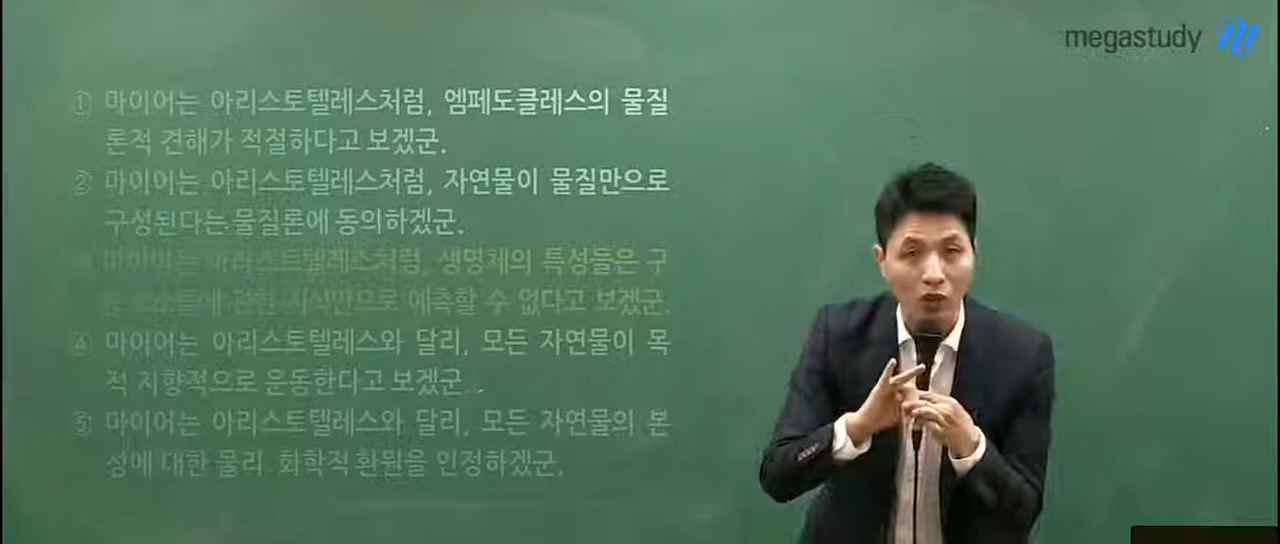 megastudy
① 마이어는 아리스토텔레스처럼, 엠페도클레스의 물질
론적 견해가 적절하다고 보겠군.
② 마이어는 아리스토텔레스처럼, 자연물이 물질만으로
구성된다는 물질론에 동의하겠군.
마이어는 아리스토텔레스처럼, 생명체의 특성들은 구
지식만으로 예측할 수 없다고 보겠군.
④ 마이어는 아리스토텔레스와 달리, 모든 자연물이 목
적 지향적으로 운동한다고 보겠군.
⑤ 마이어는 아리스토텔레스와 달리, 모든 자연물의 본
성에 대한 물리·화학적 환원을 인정하겠군.